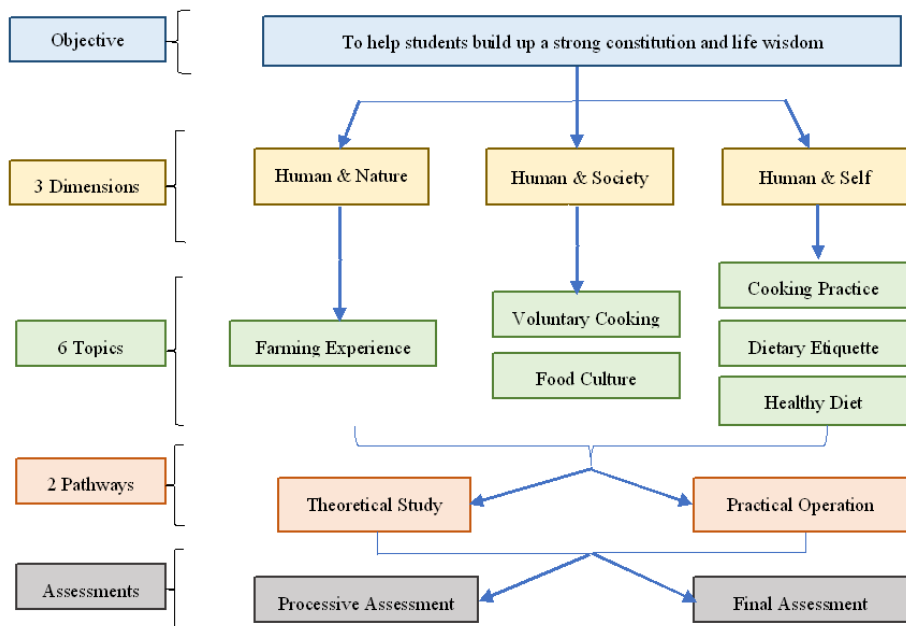 Objective
To help students build up a strong constitution and life wisdom
3 Dimensions
Human & Nature
Human & Society
Human & Self
6 Topics
Farming Experience
Voluntary Cooking
Food Culture
Cooking Practice
Dietary Etiquette
Healthy Diet
2 Pathways
Theoretical Study
Practical Operation
Assessments
Processive Assessment
Final Assessment